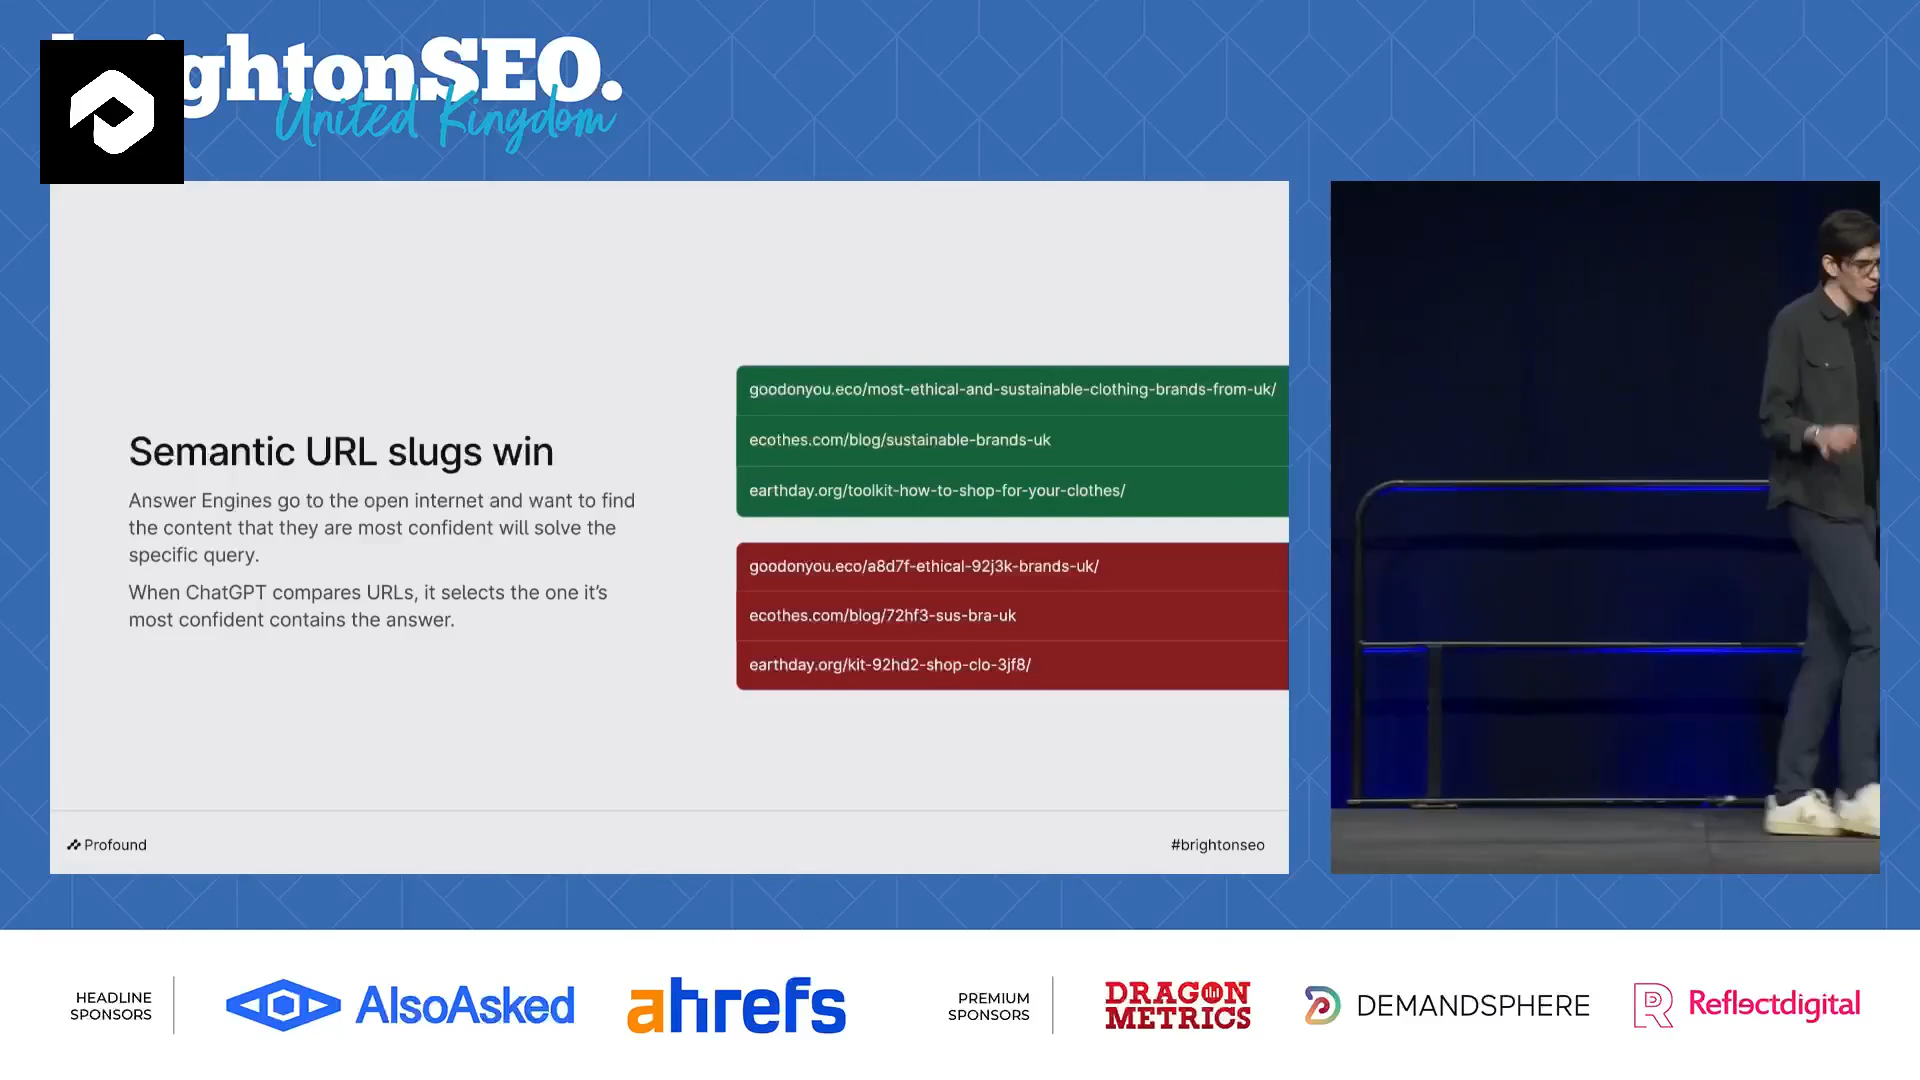 brightonSEO.
United Kingdom
Semantic URL slugs win
Answer Engines go to the open internet and want to find
the content that they are most confident will solve the
specific query.
When ChatGPT compares URLs, it selects the one it’s
most confident contains the answer.
goodonyou.eco/most-ethical-and-sustainable-clothing-brands-from-uk/
ecothes.com/blog/sustainable-brands-uk
earthday.org/toolkit-how-to-shop-for-your-clothes/
goodonyou.eco/a8d7f-ethical-92j3k-brands-uk/
ecothes.com/blog/72hf3-sus-bra-uk
earthday.org/kit-92hd2-shop-clo-3jf8/
Profound
#brightonseo
HEADLINE
SPONSORS
AlsoAsked
ahrefs
PREMIUM
SPONSORS
DRAGON
METRICS
DEMANDSPHERE
Reflectdigital